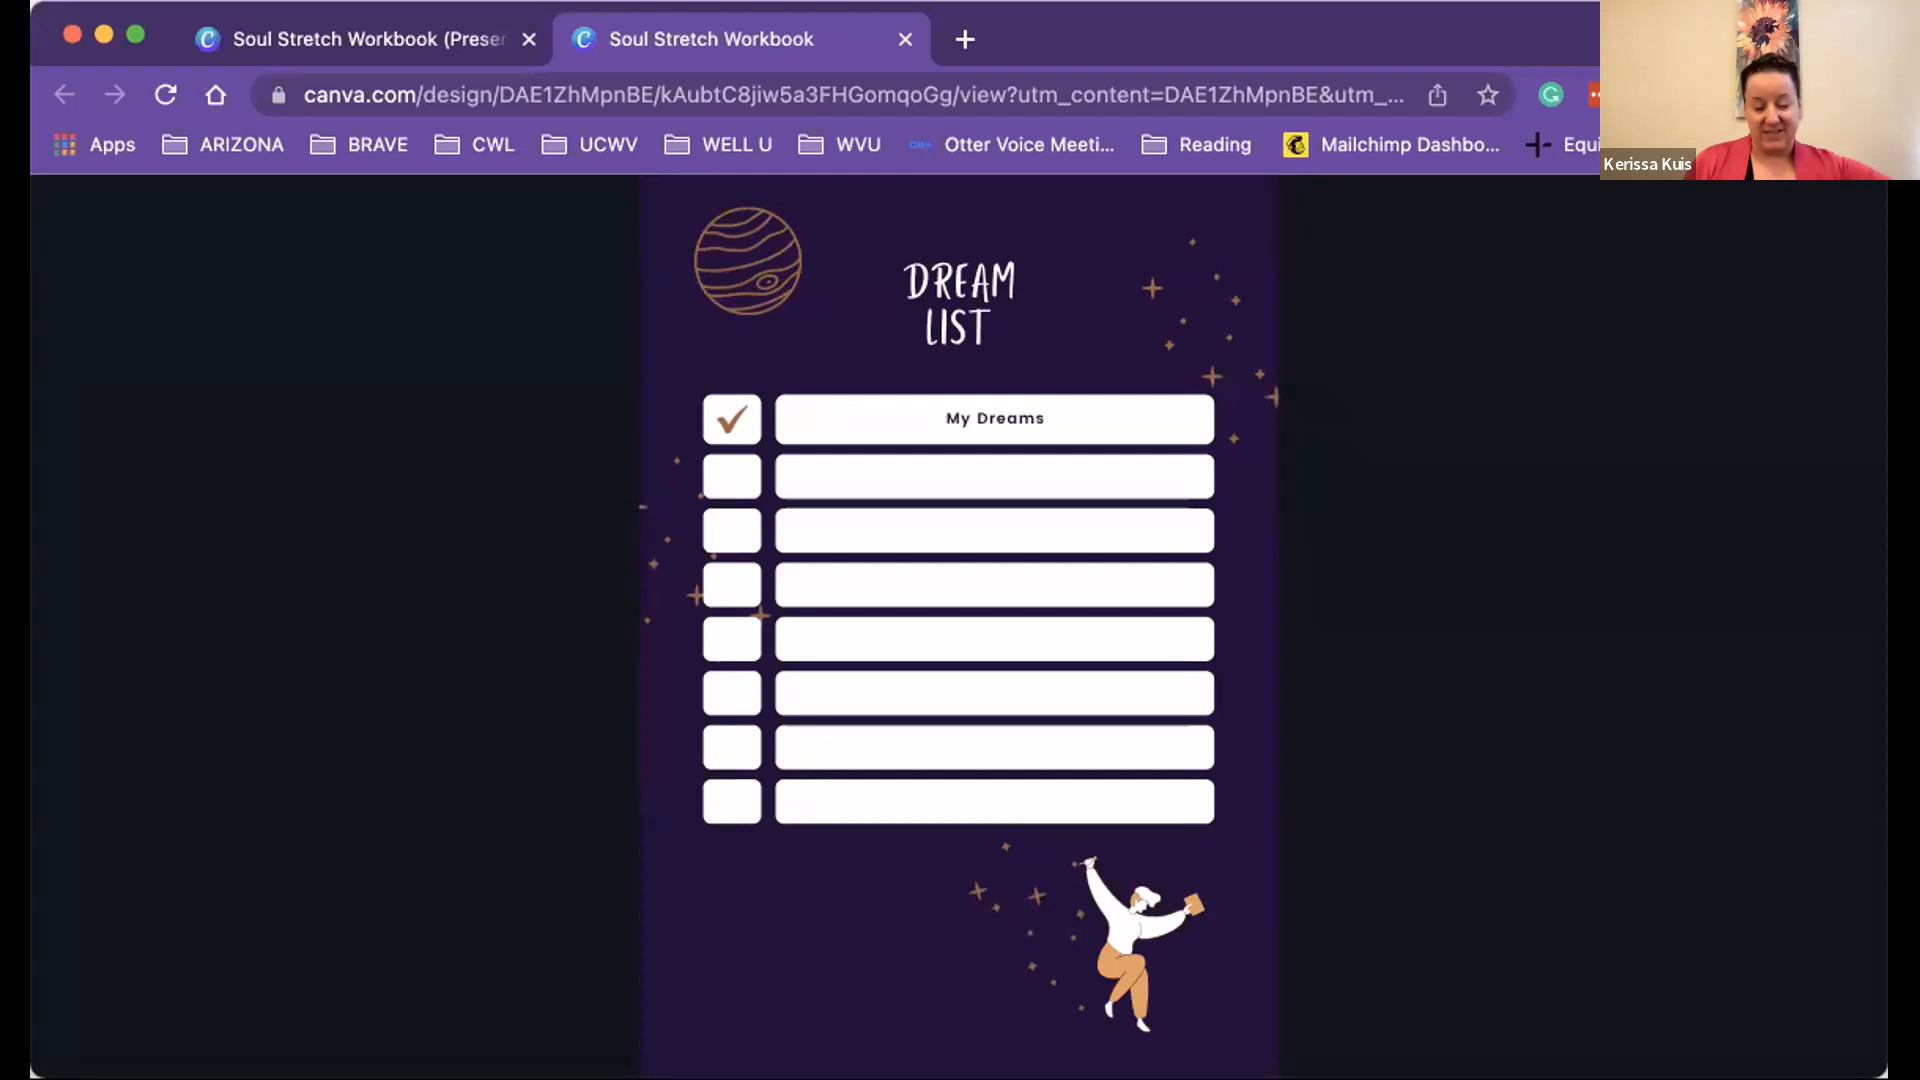 Soul Stretch Workbook (Preser
Soul Stretch Workbook
canva.com/design/DAE1ZhMpnBE/kAubtC8jiw5a3FHGomqoGg/view?utm_content=DAE1ZhMpnBE&utm_...
Apps ARIZONA BRAVE CWL UCWV WELL U WVU Otter Voice Meeti... Reading Mailchimp Dashbo... Equi
Kerissa Kuis
DREAM
LIST
My Dreams